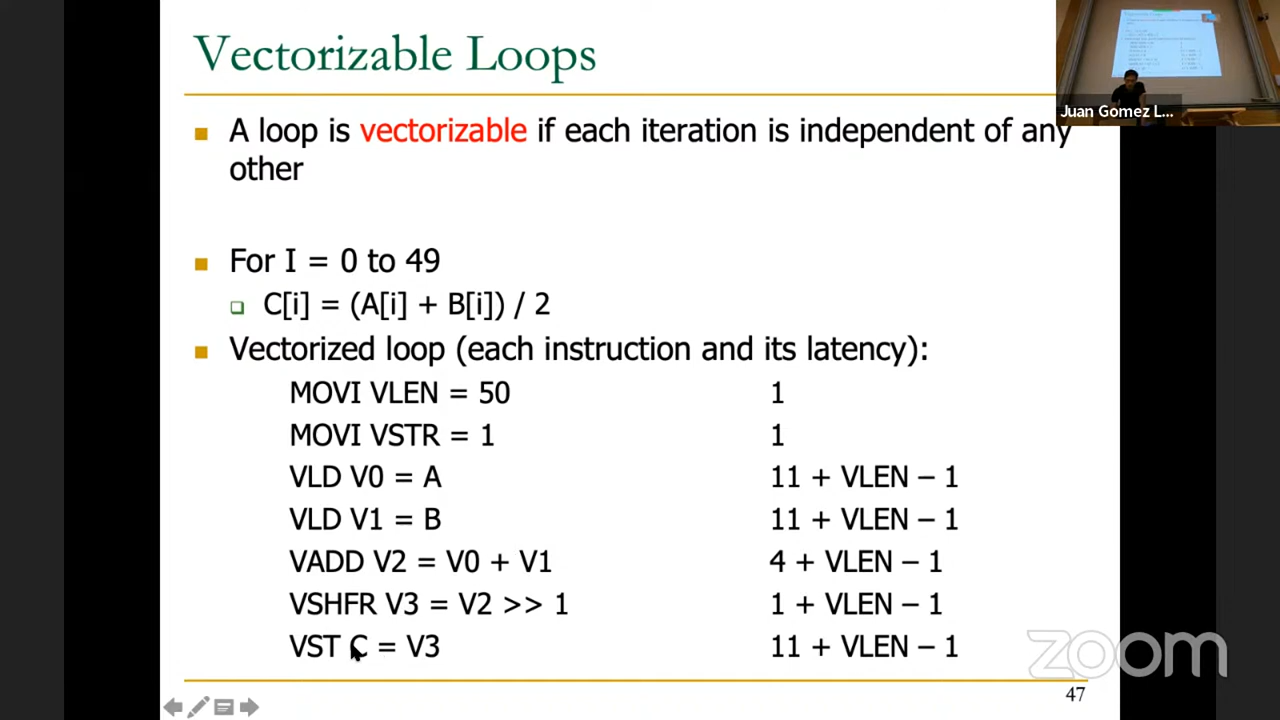 Vectorizable Loops
Juan Gomez L...
A loop is vectorizable if each iteration is independent of any
other
For I = 0 to 49
C[i] = (A[i] + B[i]) / 2
Vectorized loop (each instruction and its latency):
MOVI VLEN = 50 1
MOVI VSTR = 1 1
VLD V0 = A 11 + VLEN – 1
VLD V1 = B 11 + VLEN – 1
VADD V2 = V0 + V1 4 + VLEN – 1
VSHFR V3 = V2 >> 1 1 + VLEN – 1
VST C = V3 11 + VLEN – 1
zoom
47